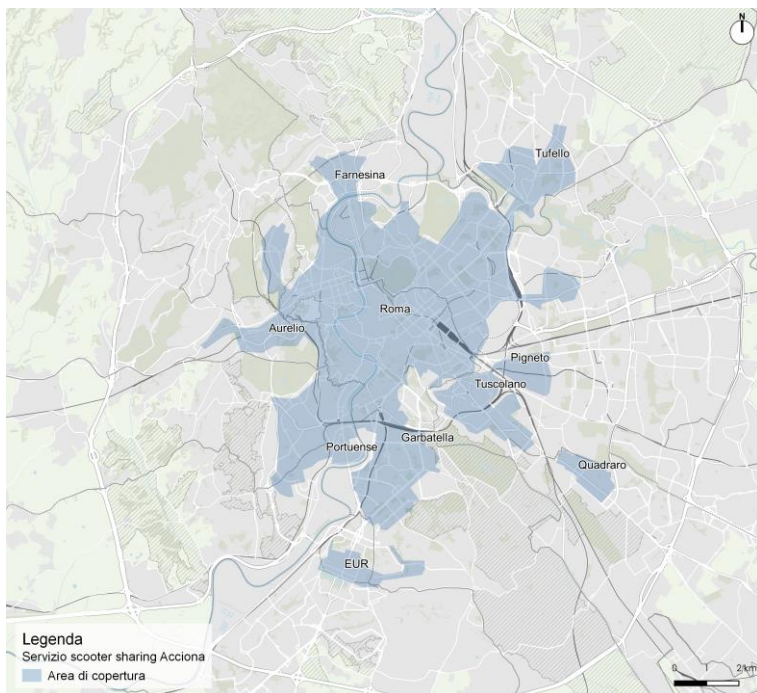 N
Tufello
Farnesina
Roma
Aurelio
Pigneto
Tuscolano
Garbatella
Portuense
Quadraro
EUR
Legenda
Servizio scooter sharing Acciona
Area di copertura
0 1 2 km